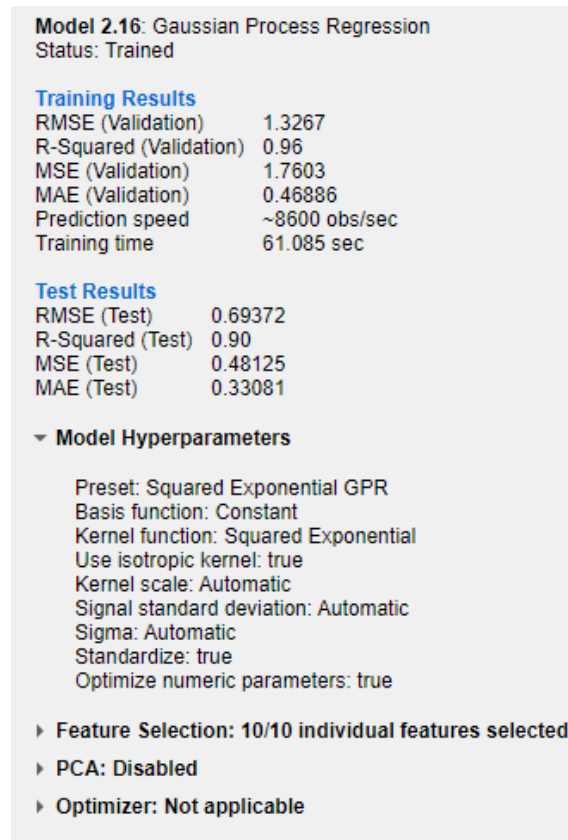 Model 2.16: Gaussian Process Regression
Status: Trained
Training Results
RMSE (Validation) 1.3267
R-Squared (Validation) 0.96
MSE (Validation) 1.7603
MAE (Validation) 0.46886
Prediction speed ~8600 obs/sec
Training time 61.085 sec
Test Results
RMSE (Test) 0.69372
R-Squared (Test) 0.90
MSE (Test) 0.48125
MAE (Test) 0.33081
Model Hyperparameters
Preset: Squared Exponential GPR
Basis function: Constant
Kernel function: Squared Exponential
Use isotropic kernel: true
Kernel scale: Automatic
Signal standard deviation: Automatic
Sigma: Automatic
Standardize: true
Optimize numeric parameters: true
Feature Selection: 10/10 individual features selected
PCA: Disabled
Optimizer: Not applicable